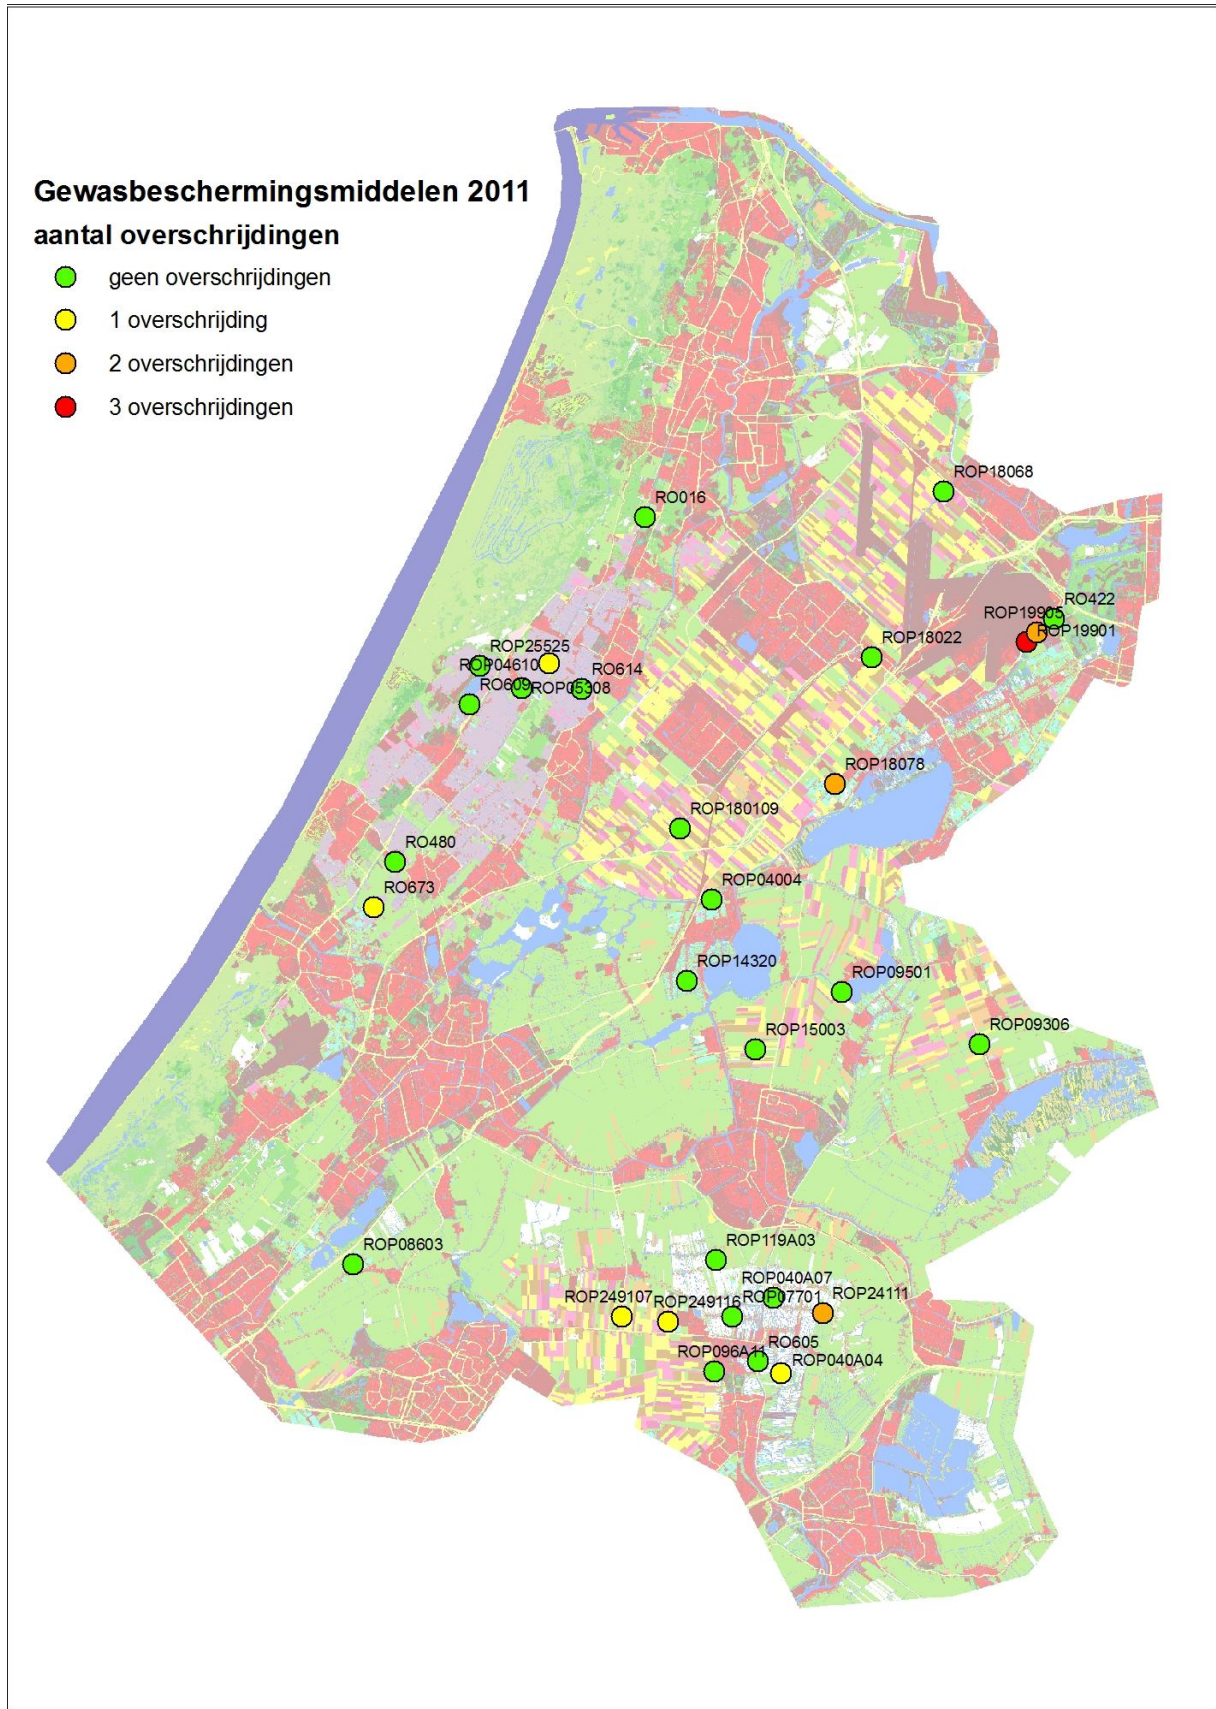 Gewasbeschermingsmiddelen 2011
aantal overschrijdingen
geen overschrijdingen
1 overschrijding
2 overschrijdingen
3 overschrijdingen
ROP18068
RO016
RO422
ROP19905
ROP19901
ROP18022
ROP25525
ROP04610
RO614
RO609
ROP05308
ROP18078
ROP180109
RO480
RO673
ROP04004
ROP14320
ROP09501
ROP15003
ROP09306
ROP08603
ROP119A03
ROP040A07
ROP249107
ROP249116
ROP07701
ROP24111
RO605
ROP096A11
ROP040A04